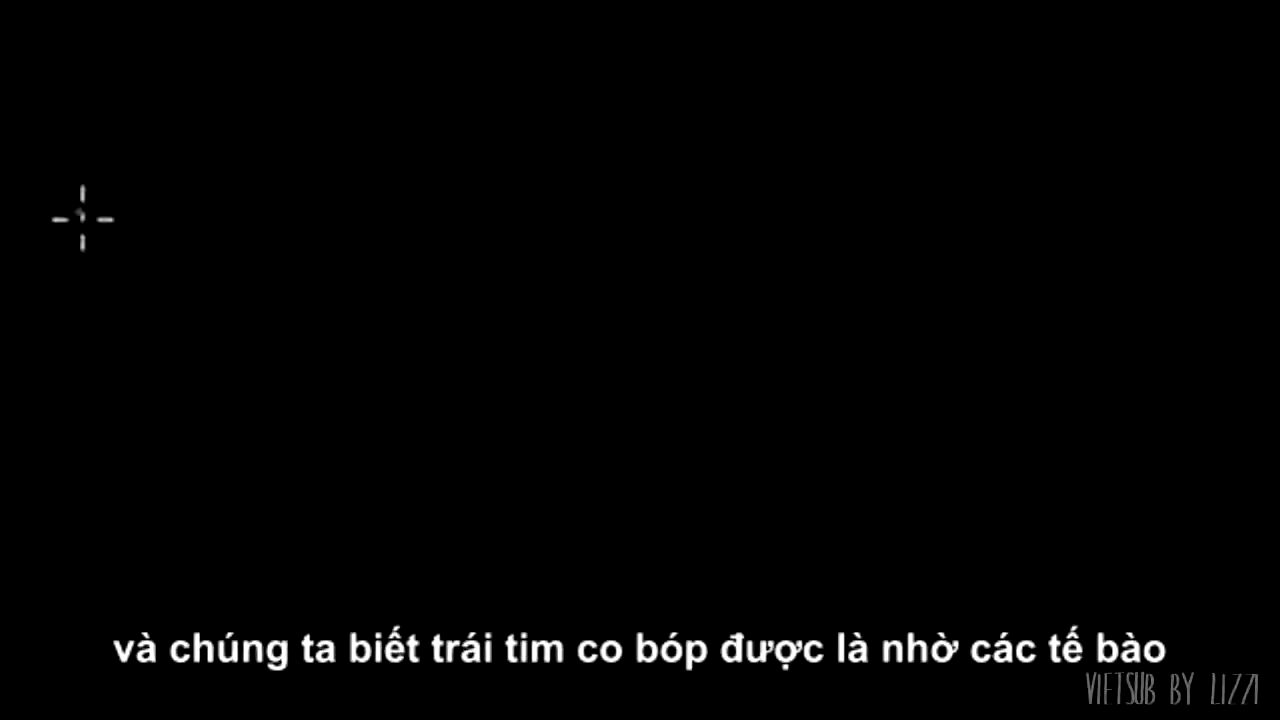 và chúng ta biết trái tim co bóp được là nhờ các tế bào
VIETSUB BY LIZZI